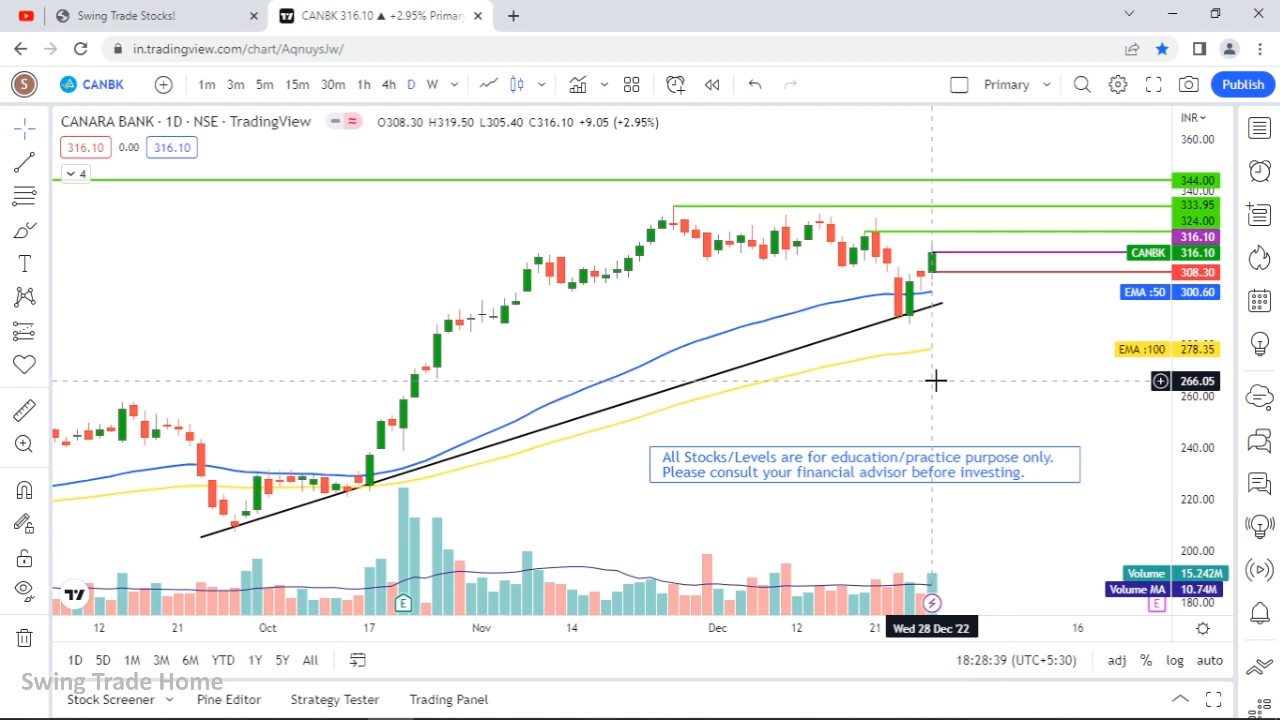 Swing Trade Stocks!
CANBK 316.10 ▲ +2.95% Primary
in.tradingview.com/chart/AqnuysJw/
S
CANBK
1m 3m 5m 15m 30m 1h 4h D W
Primary
Publish
CANARA BANK · 1D · NSE · TradingView
O308.30 H319.50 L305.40 C316.10 +9.05 (+2.95%)
INR
316.10 0.00 316.10
4
360.00
344.00
340.00
333.95
324.00
316.10
CANBK 316.10
308.30
EMA :50 300.60
EMA :100 278.35
266.05
260.00
240.00
220.00
200.00
180.00
All Stocks/Levels are for education/practice purpose only.
Please consult your financial advisor before investing.
Volume 15.242M
Volume MA 10.74M
E
E
12 21 Oct 17 Nov 14 Dec 12 21 Wed 28 Dec '22 16
1D 5D 1M 3M 6M YTD 1Y 5Y All
18:28:39 (UTC+5:30) adj % log auto
Swing Trade Home
Stock Screener Pine Editor Strategy Tester Trading Panel